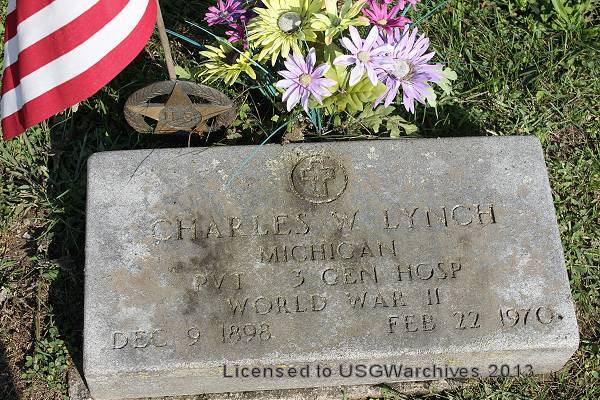 CHARLES W LYNCH
MICHIGAN
PVT 3 GEN HOSP
WORLD WAR II
DEC 9 1898 FEB 22 1970
Licensed to USGWarchives 2013